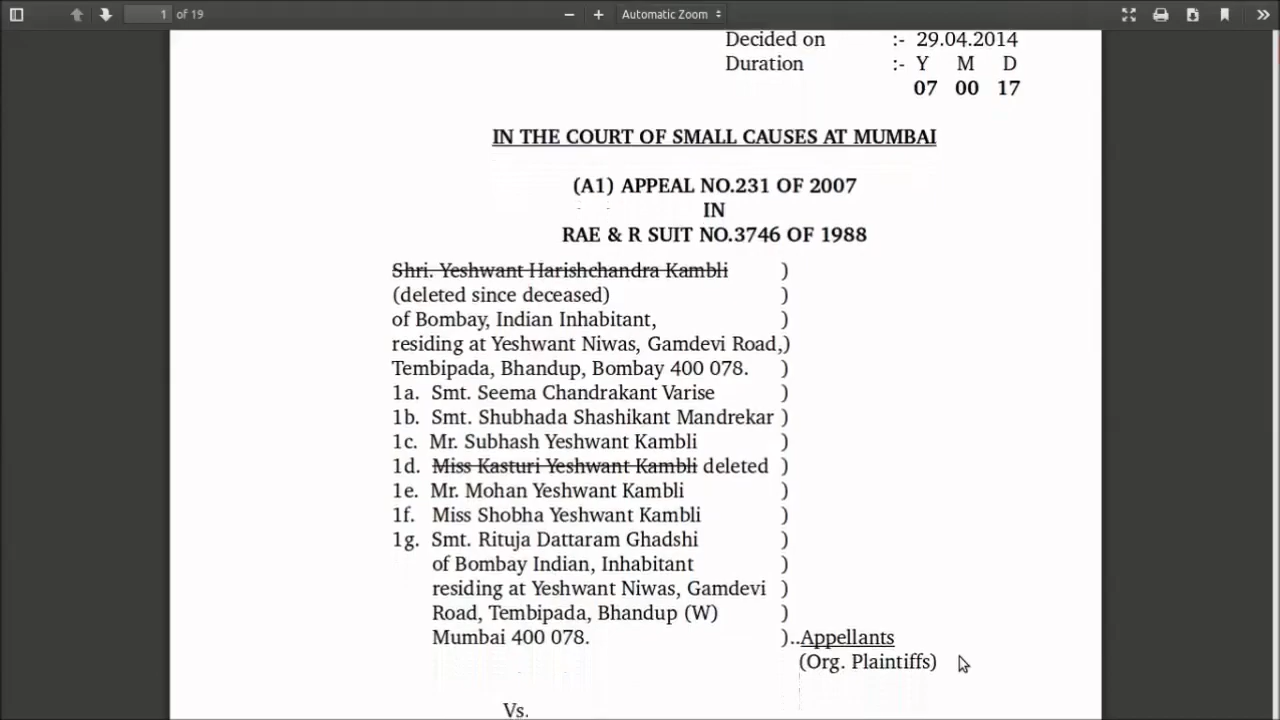 1 of 19
Automatic Zoom
Decided on :- 29.04.2014
Duration :- Y M D
07 00 17
IN THE COURT OF SMALL CAUSES AT MUMBAI
(A1) APPEAL NO.231 OF 2007
IN
RAE & R SUIT NO.3746 OF 1988
Shri. Yeshwant Harishchandra Kambli )
(deleted since deceased) )
of Bombay, Indian Inhabitant, )
residing at Yeshwant Niwas, Gamdevi Road,)
Tembipada, Bhandup, Bombay 400 078. )
1a. Smt. Seema Chandrakant Varise )
1b. Smt. Shubhada Shashikant Mandrekar )
1c. Mr. Subhash Yeshwant Kambli )
1d. Miss Kasturi Yeshwant Kambli deleted )
1e. Mr. Mohan Yeshwant Kambli )
1f. Miss Shobha Yeshwant Kambli )
1g. Smt. Rituja Dattaram Ghadshi )
of Bombay Indian, Inhabitant )
residing at Yeshwant Niwas, Gamdevi )
Road, Tembipada, Bhandup (W) )
Mumbai 400 078. )..Appellants
(Org. Plaintiffs)
Vs.